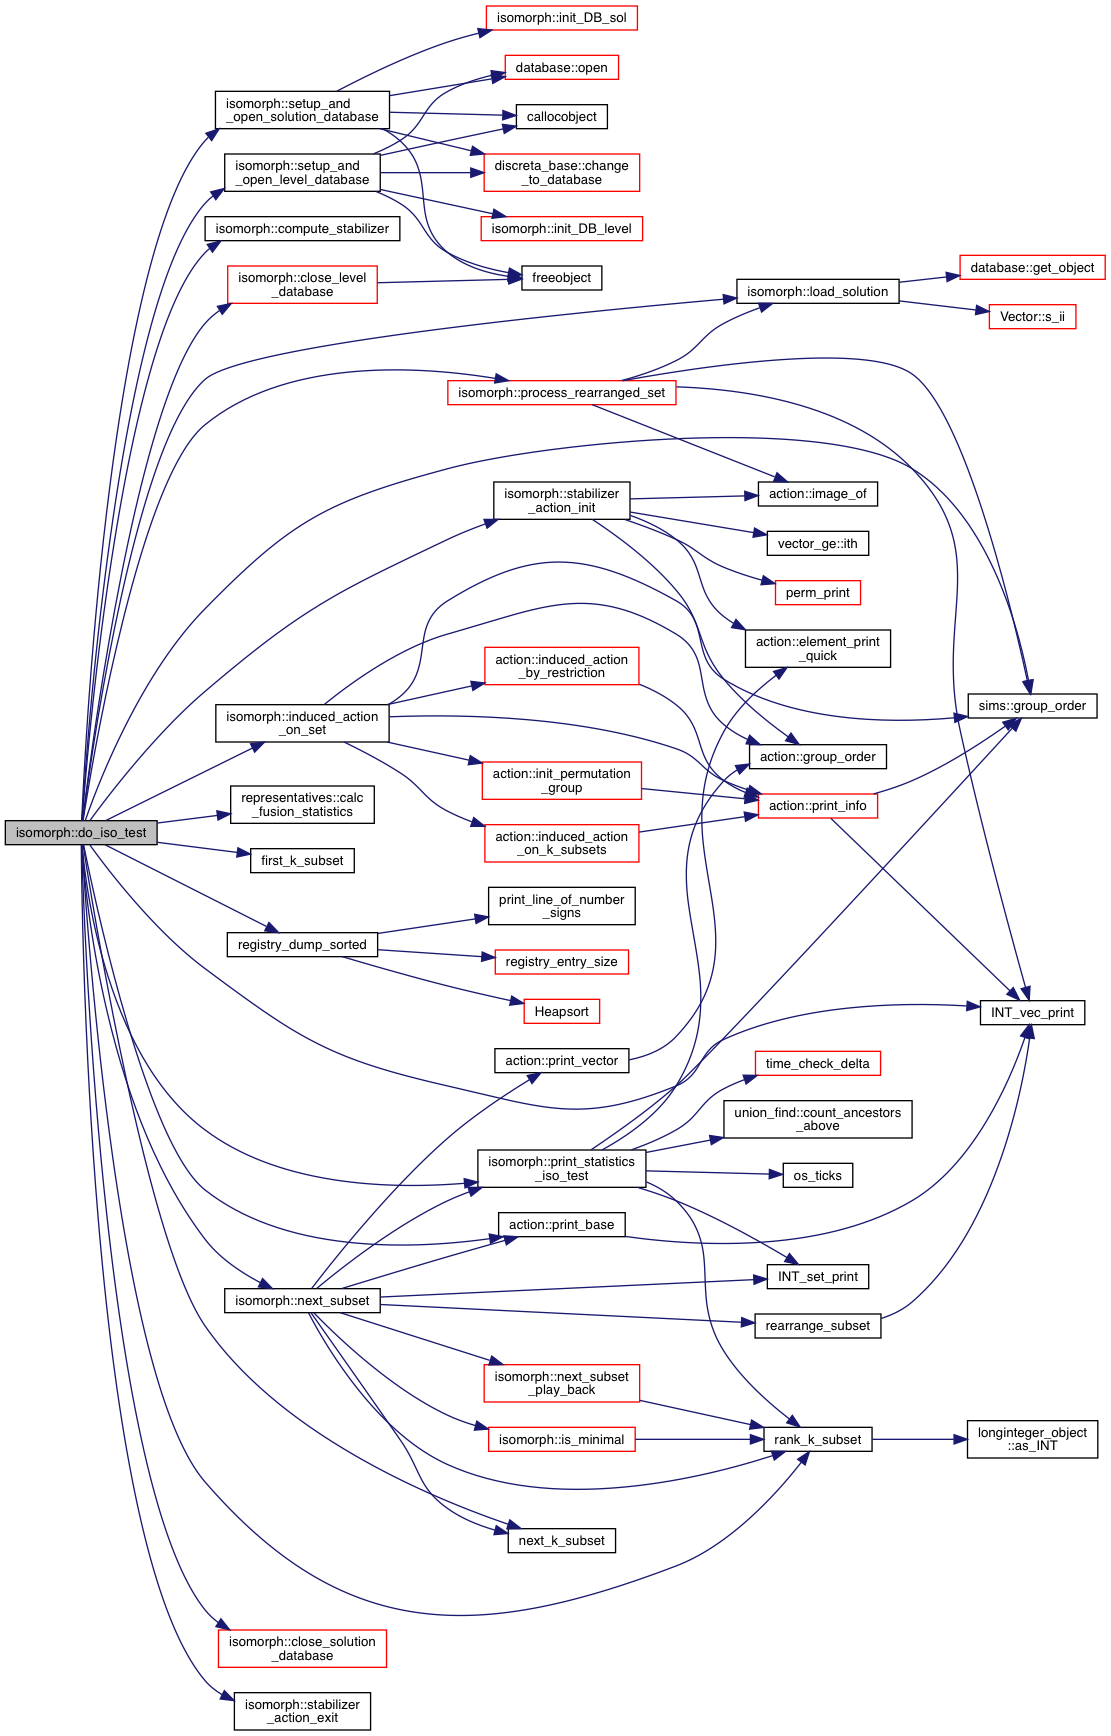 isomorph::init_DB_sol
database::open
isomorph::setup_and
_open_solution_database
callocobject
isomorph::setup_and
_open_level_database
discreta_base::change
_to_database
isomorph::compute_stabilizer
isomorph::init_DB_level
isomorph::close_level
_database
freeobject
database::get_object
isomorph::load_solution
Vector::s_ii
isomorph::process_rearranged_set
isomorph::stabilizer
_action_init
action::image_of
vector_ge::ith
perm_print
action::element_print
_quick
action::induced_action
_by_restriction
isomorph::induced_action
_on_set
sims::group_order
action::group_order
action::init_permutation
_group
representatives::calc
_fusion_statistics
action::print_info
isomorph::do_iso_test
action::induced_action
_on_k_subsets
first_k_subset
print_line_of_number
_signs
registry_dump_sorted
registry_entry_size
Heapsort
INT_vec_print
action::print_vector
time_check_delta
union_find::count_ancestors
_above
isomorph::print_statistics
_iso_test
os_ticks
action::print_base
INT_set_print
isomorph::next_subset
rearrange_subset
isomorph::next_subset
_play_back
isomorph::is_minimal
rank_k_subset
longinteger_object
::as_INT
next_k_subset
isomorph::close_solution
_database
isomorph::stabilizer
_action_exit